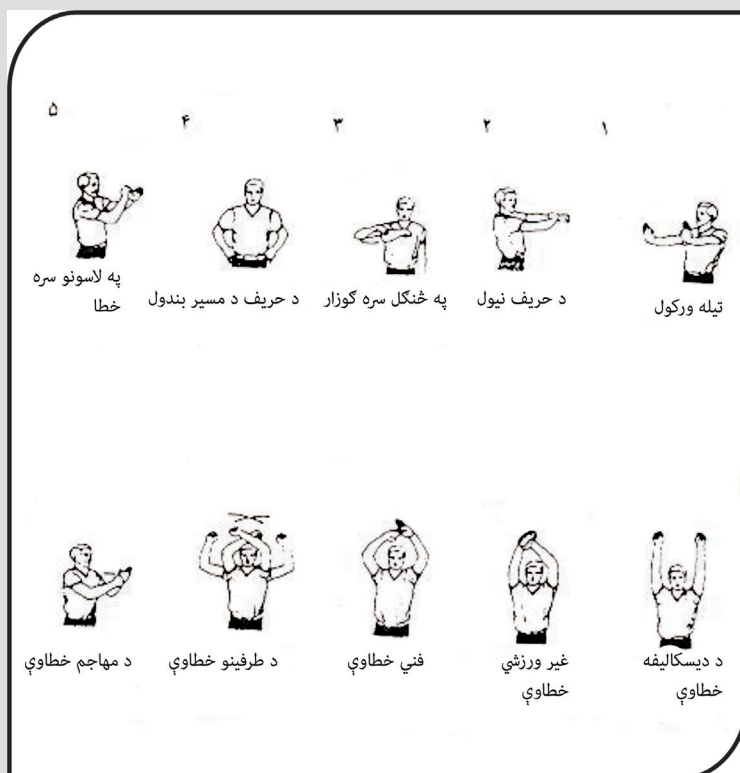 ۱ ۲ ۳ ۴ ۵
تیله ورکول
د حریف نیول
په څنګل سره ګوزار
د حریف د مسیر بندول
په لاسونو سره
خطا
د دیسکالیفه
خطاوې
غیر ورزشي
خطاوې
فني خطاوې
د طرفینو خطاوې
د مهاجم خطاوې